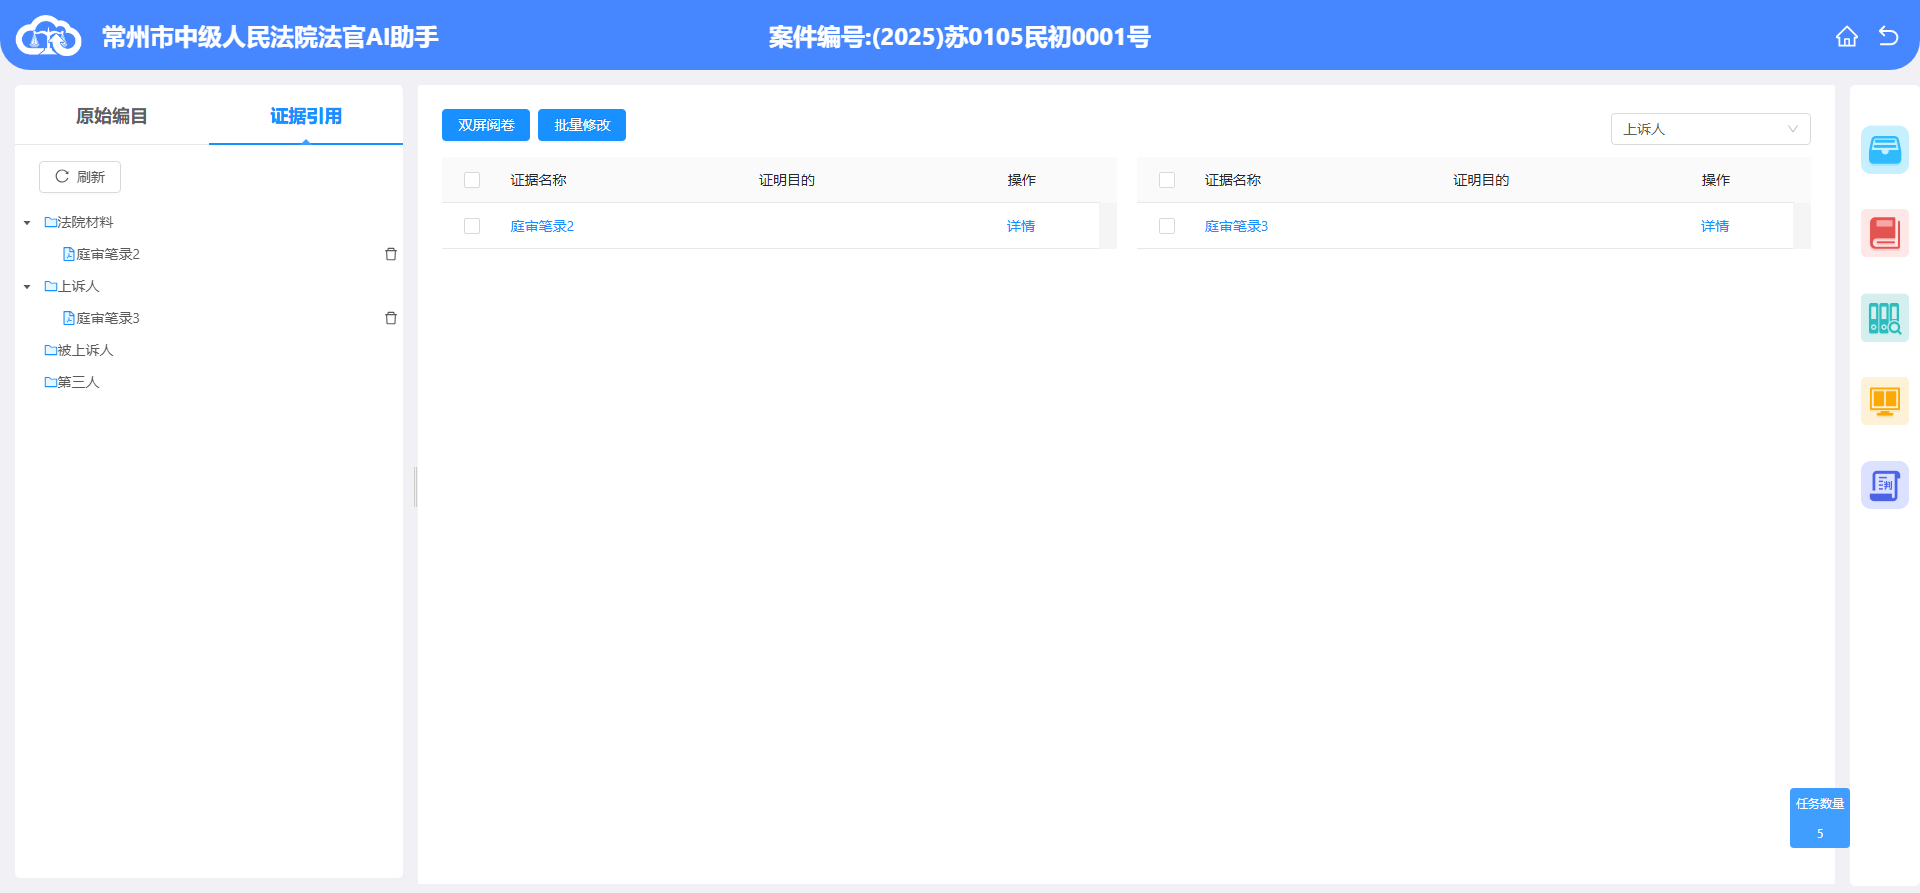 常州市中级人民法院法官AI助手
案件编号:(2025)苏0105民初0001号
原始编目 证据引用
刷新
法院材料
庭审笔录2
上诉人
庭审笔录3
被上诉人
第三人
双屏阅卷 批量修改
上诉人
证据名称 证明目的 操作
庭审笔录2 详情
证据名称 证明目的 操作
庭审笔录3 详情
判
任务数量
5